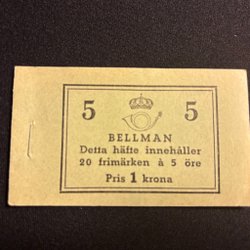 5 5
BELLMAN
Detta häfte innehåller
20 frimärken à 5 öre
Pris 1 krona